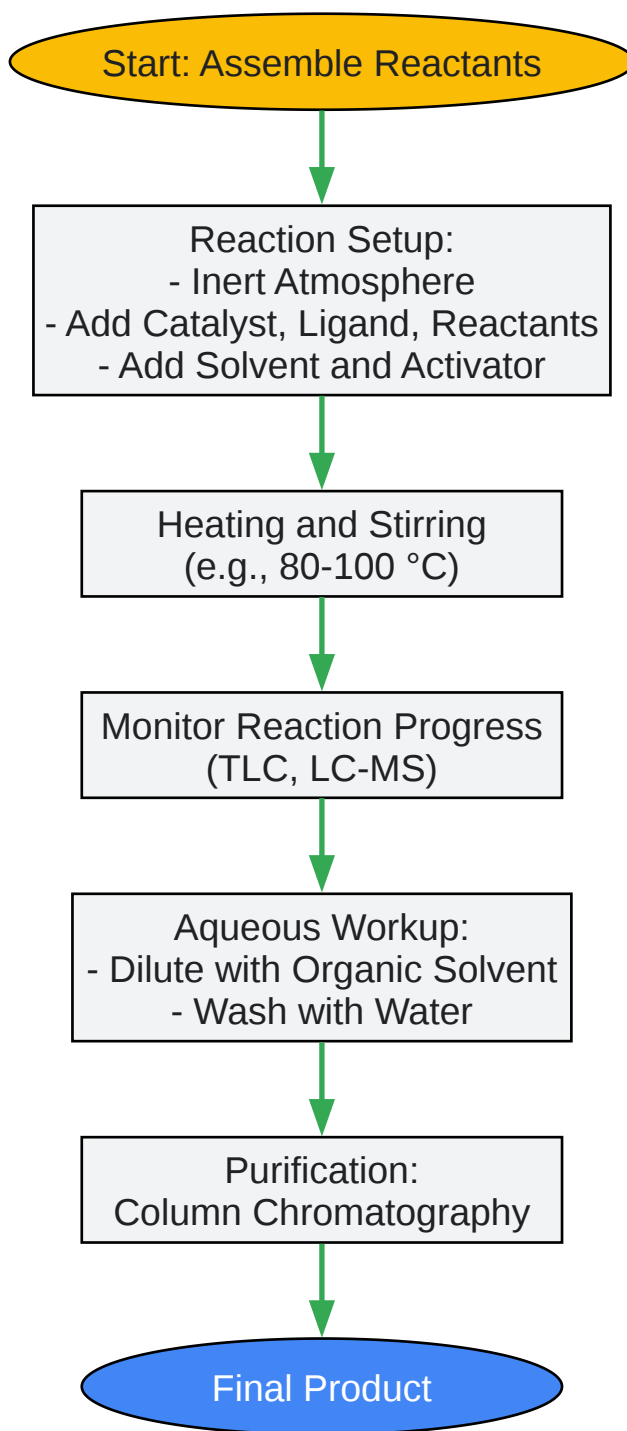 Start: Assemble Reactants
Reaction Setup:
- Inert Atmosphere
- Add Catalyst, Ligand, Reactants
- Add Solvent and Activator
Heating and Stirring
(e.g., 80-100 °C)
Monitor Reaction Progress
(TLC, LC-MS)
Aqueous Workup:
- Dilute with Organic Solvent
- Wash with Water
Purification:
Column Chromatography
Final Product